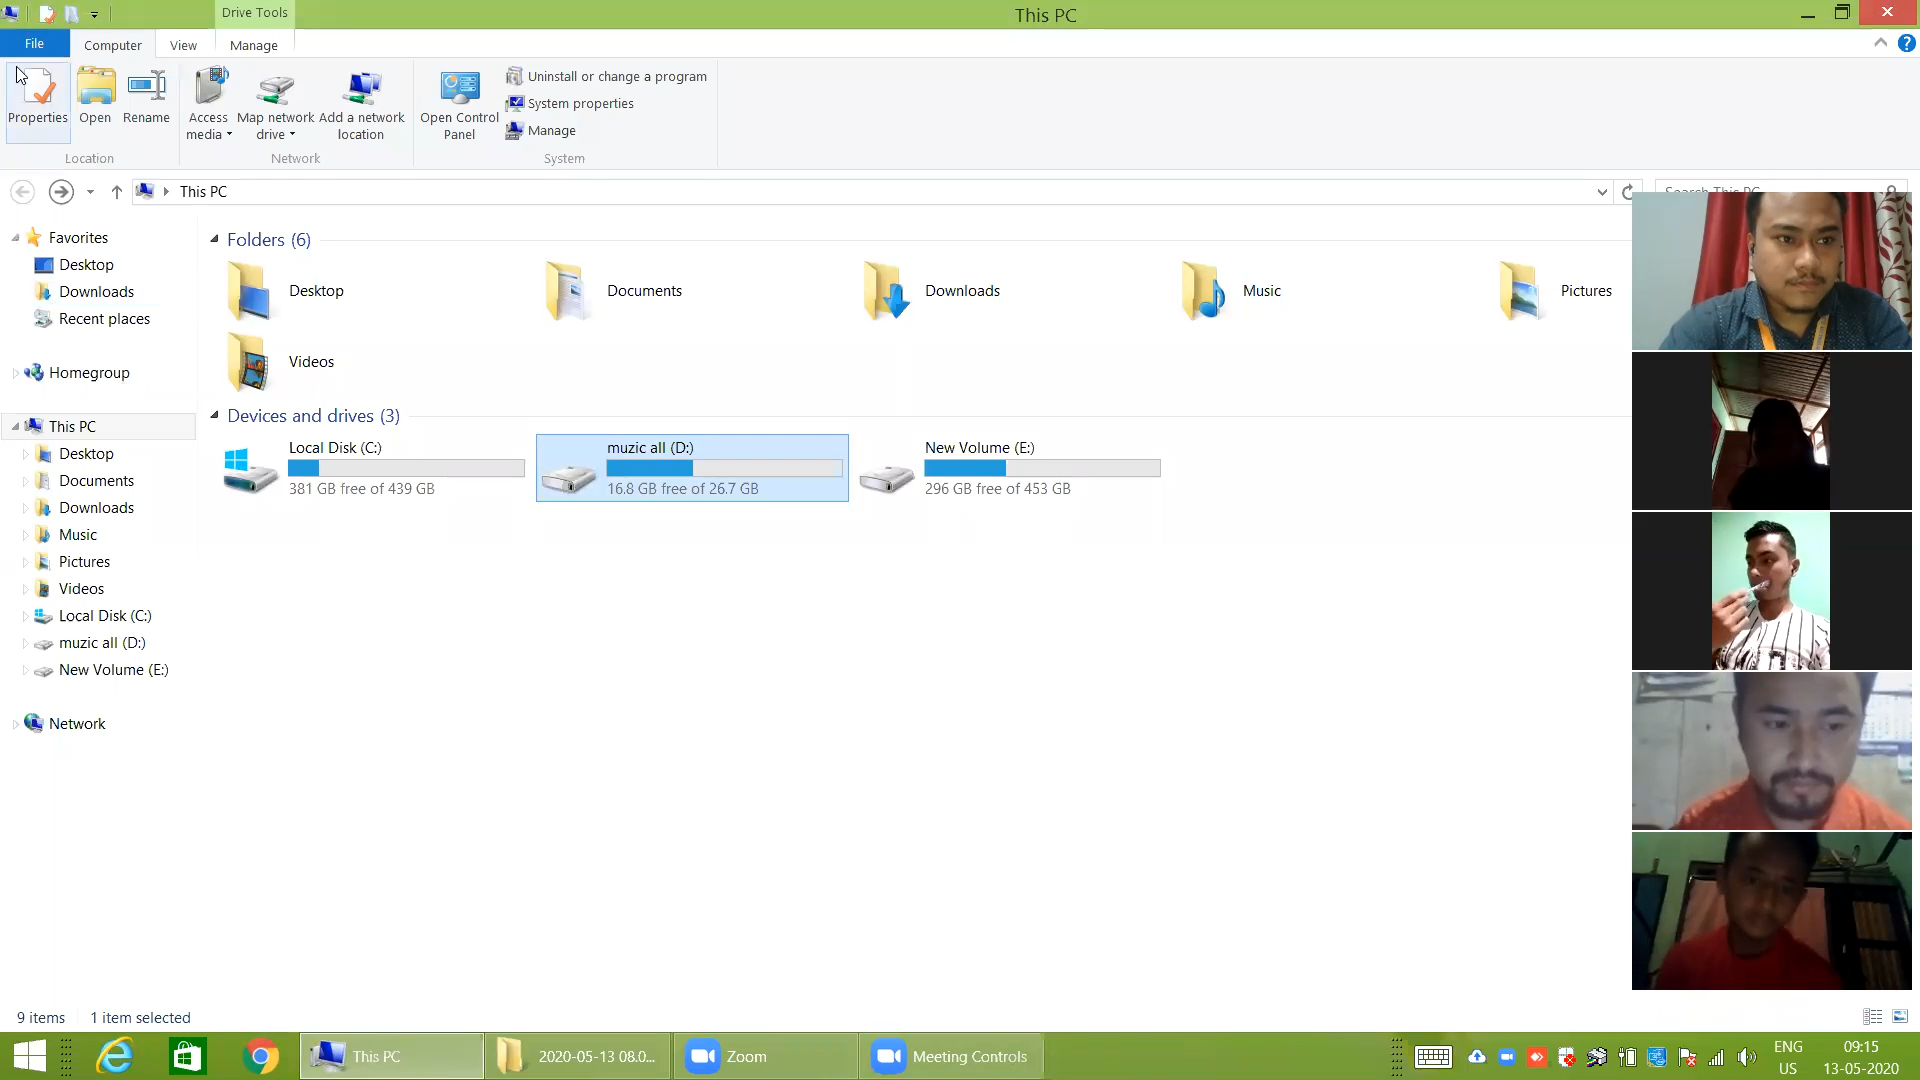 Drive Tools
This PC
File
Computer
View
Manage
Properties
Open
Rename
Access media
Map network drive
Add a network location
Open Control Panel
Uninstall or change a program
System properties
Manage
Location
Network
System
This PC
Search This PC
Favorites
Desktop
Downloads
Recent places
Homegroup
This PC
Desktop
Documents
Downloads
Music
Pictures
Videos
Local Disk (C:)
muzic all (D:)
New Volume (E:)
Network
Folders (6)
Desktop
Documents
Downloads
Music
Pictures
Videos
Devices and drives (3)
Local Disk (C:)
381 GB free of 439 GB
muzic all (D:)
16.8 GB free of 26.7 GB
New Volume (E:)
296 GB free of 453 GB
9 items
1 item selected
This PC
2020-05-13 08.0...
Zoom
Meeting Controls
ENG
US
09:15
13-05-2020